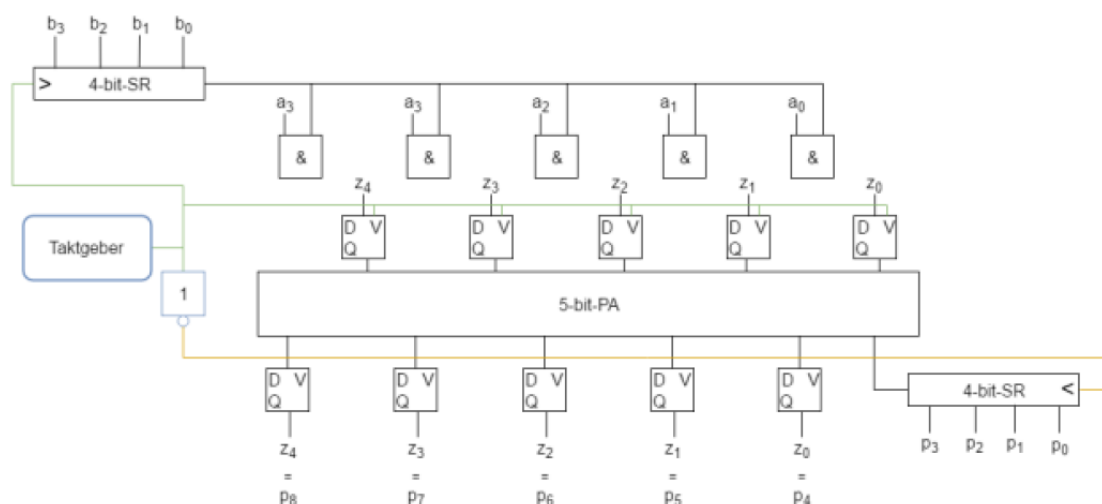 b3 b2 b1 b0
> 4-bit-SR
a3 a3 a2 a1 a0
& & & & &
z4 z3 z2 z1 z0
D V D V D V D V D V
Q Q Q Q Q
Taktgeber
1
5-bit-PA
D V D V D V D V D V
Q Q Q Q Q
4-bit-SR <
p3 p2 p1 p0
z4 z3 z2 z1 z0
= = = = =
p8 p7 p6 p5 p4